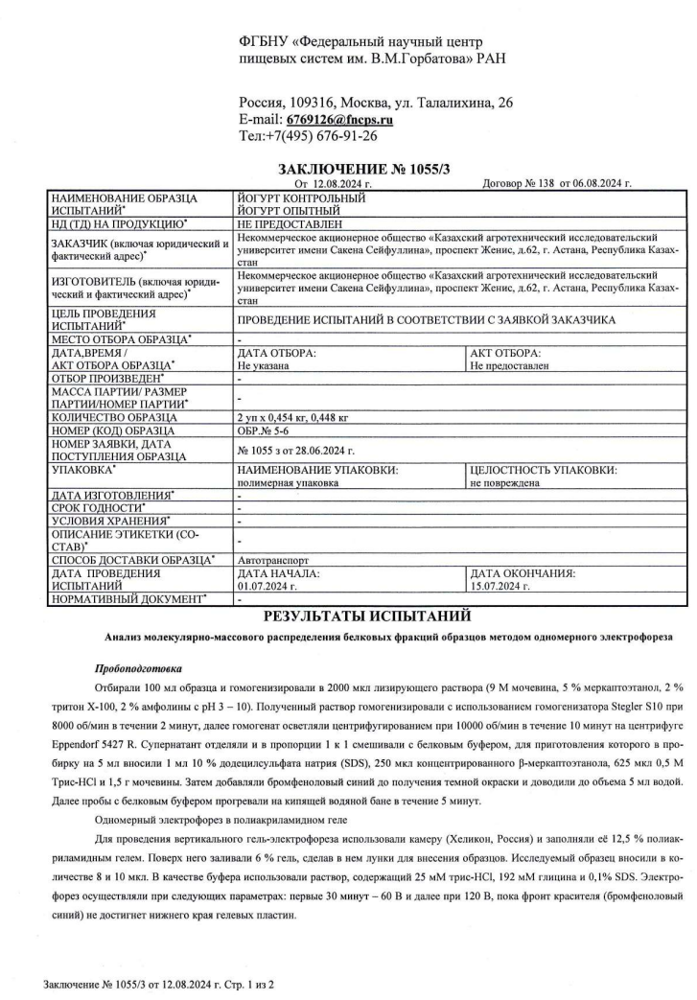 ФГБНУ «Федеральный научный центр
пищевых систем им. В.М.Горбатова» РАН
Россия, 109316, Москва, ул. Талалихина, 26
E-mail: 6769126@fncps.ru
Тел:+7(495) 676-91-26
ЗАКЛЮЧЕНИЕ № 1055/3
От 12.08.2024 г. Договор № 138 от 06.08.2024 г.
НАИМЕНОВАНИЕ ОБРАЗЦА
ИСПЫТАНИЙ*
ЙОГУРТ КОНТРОЛЬНЫЙ
ЙОГУРТ ОПЫТНЫЙ
НД (ТД) НА ПРОДУКЦИЮ*
НЕ ПРЕДОСТАВЛЕН
ЗАКАЗЧИК (включая юридический и
фактический адрес)*
Некоммерческое акционерное общество «Казахский агротехнический исследовательский
университет имени Сакена Сейфуллина», проспект Женис, д.62, г. Астана, Республика Казах-
стан
ИЗГОТОВИТЕЛЬ (включая юриди-
ческий и фактический адрес)*
Некоммерческое акционерное общество «Казахский агротехнический исследовательский
университет имени Сакена Сейфуллина», проспект Женис, д.62, г. Астана, Республика Казах-
стан
ЦЕЛЬ ПРОВЕДЕНИЯ
ИСПЫТАНИЙ*
ПРОВЕДЕНИЕ ИСПЫТАНИЙ В СООТВЕТСТВИИ С ЗАЯВКОЙ ЗАКАЗЧИКА
МЕСТО ОТБОРА ОБРАЗЦА*
-
ДАТА,ВРЕМЯ /
АКТ ОТБОРА ОБРАЗЦА*
ДАТА ОТБОРА:
Не указана
АКТ ОТБОРА:
Не предоставлен
ОТБОР ПРОИЗВЕДЕН*
-
МАССА ПАРТИИ/ РАЗМЕР
ПАРТИИ/НОМЕР ПАРТИИ*
-
КОЛИЧЕСТВО ОБРАЗЦА
2 уп х 0,454 кг, 0,448 кг
НОМЕР (КОД) ОБРАЗЦА
ОБР.№ 5-6
НОМЕР ЗАЯВКИ, ДАТА
ПОСТУПЛЕНИЯ ОБРАЗЦА
№ 1055 з от 28.06.2024 г.
УПАКОВКА*
НАИМЕНОВАНИЕ УПАКОВКИ:
полимерная упаковка
ЦЕЛОСТНОСТЬ УПАКОВКИ:
не повреждена
ДАТА ИЗГОТОВЛЕНИЯ*
-
СРОК ГОДНОСТИ*
-
УСЛОВИЯ ХРАНЕНИЯ*
-
ОПИСАНИЕ ЭТИКЕТКИ (СО-
СТАВ)*
-
СПОСОБ ДОСТАВКИ ОБРАЗЦА*
Автотранспорт
ДАТА ПРОВЕДЕНИЯ
ИСПЫТАНИЙ
ДАТА НАЧАЛА:
01.07.2024 г.
ДАТА ОКОНЧАНИЯ:
15.07.2024 г.
НОРМАТИВНЫЙ ДОКУМЕНТ*
-
РЕЗУЛЬТАТЫ ИСПЫТАНИЙ
Анализ молекулярно-массового распределения белковых фракций образцов методом одномерного электрофореза
Пробоподготовка
Отбирали 100 мл образца и гомогенизировали в 2000 мкл лизирующего раствора (9 М мочевина, 5 % меркаптоэтанол, 2 %
тритон Х-100, 2 % амфолины с рН 3 – 10). Полученный раствор гомогенизировали с использованием гомогенизатора Stegler S10 при
8000 об/мин в течении 2 минут, далее гомогенат осветляли центрифугированием при 10000 об/мин в течение 10 минут на центрифуге
Eppendorf 5427 R. Супернатант отделяли и в пропорции 1 к 1 смешивали с белковым буфером, для приготовления которого в про-
бирку на 5 мл вносили 1 мл 10 % додецилсульфата натрия (SDS), 250 мкл концентрированного β-меркаптоэтанола, 625 мкл 0,5 М
Трис-HCl и 1,5 г мочевины. Затем добавляли бромфеноловый синий до получения темной окраски и доводили до объема 5 мл водой.
Далее пробы с белковым буфером прогревали на кипящей водяной бане в течение 5 минут.
Одномерный электрофорез в полиакриламидном геле
Для проведения вертикального гель-электрофореза использовали камеру (Хеликон, Россия) и заполняли её 12,5 % полиак-
риламидным гелем. Поверх него заливали 6 % гель, сделав в нем лунки для внесения образцов. Исследуемый образец вносили в ко-
личестве 8 и 10 мкл. В качестве буфера использовали раствор, содержащий 25 мМ трис-HCl, 192 мМ глицина и 0,1% SDS. Электро-
форез осуществляли при следующих параметрах: первые 30 минут – 60 В и далее при 120 В, пока фронт красителя (бромфеноловый
синий) не достигнет нижнего края гелевых пластин.
Заключение № 1055/3 от 12.08.2024 г. Стр. 1 из 2